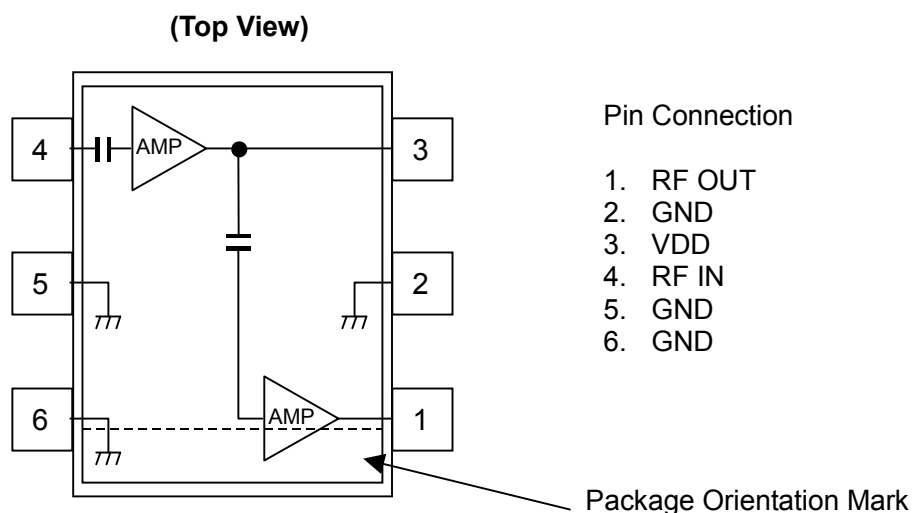 (Top View)
4
AMP
3
5
2
6
AMP
1
Pin Connection
1. RF OUT
2. GND
3. VDD
4. RF IN
5. GND
6. GND
Package Orientation Mark